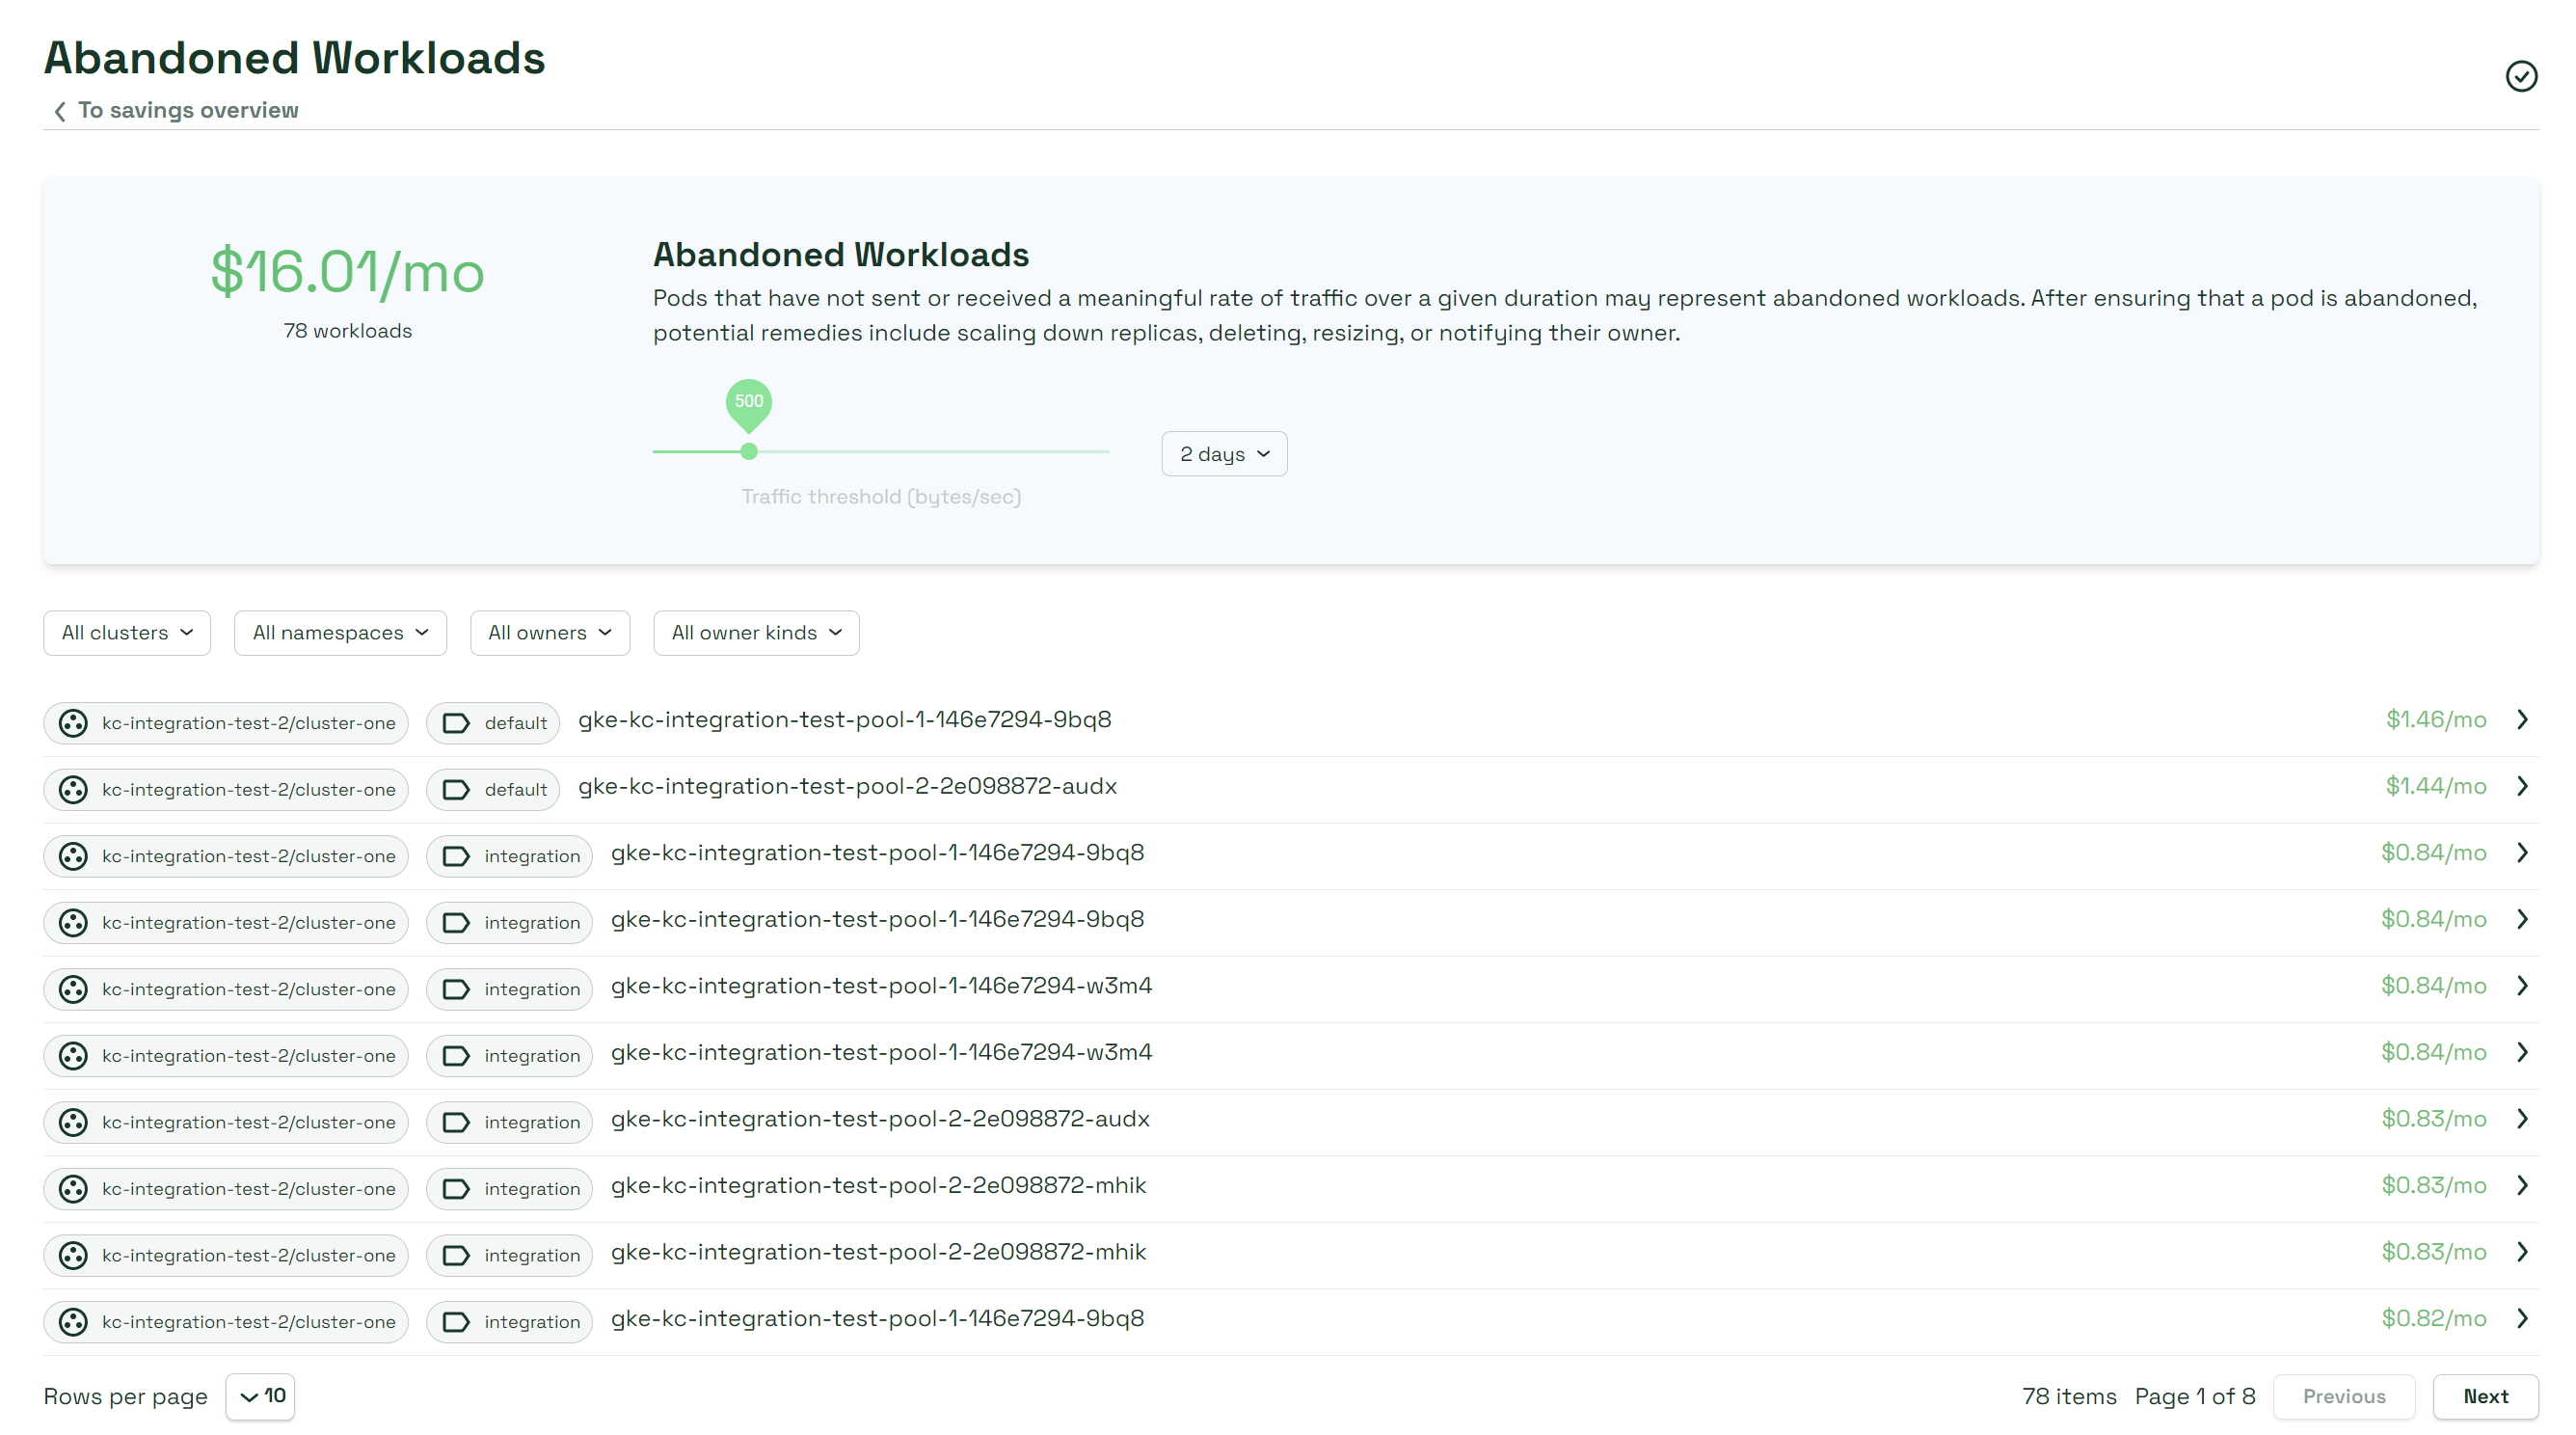 Abandoned Workloads
To savings overview
$16.01/mo
78 workloads
Abandoned Workloads
Pods that have not sent or received a meaningful rate of traffic over a given duration may represent abandoned workloads. After ensuring that a pod is abandoned,
potential remedies include scaling down replicas, deleting, resizing, or notifying their owner.
500
Traffic threshold (bytes/sec)
2 days
All clusters All namespaces All owners All owner kinds
kc-integration-test-2/cluster-one default gke-kc-integration-test-pool-1-146e7294-9bq8 $1.46/mo
kc-integration-test-2/cluster-one default gke-kc-integration-test-pool-2-2e098872-audx $1.44/mo
kc-integration-test-2/cluster-one integration gke-kc-integration-test-pool-1-146e7294-9bq8 $0.84/mo
kc-integration-test-2/cluster-one integration gke-kc-integration-test-pool-1-146e7294-9bq8 $0.84/mo
kc-integration-test-2/cluster-one integration gke-kc-integration-test-pool-1-146e7294-w3m4 $0.84/mo
kc-integration-test-2/cluster-one integration gke-kc-integration-test-pool-1-146e7294-w3m4 $0.84/mo
kc-integration-test-2/cluster-one integration gke-kc-integration-test-pool-2-2e098872-audx $0.83/mo
kc-integration-test-2/cluster-one integration gke-kc-integration-test-pool-2-2e098872-mhik $0.83/mo
kc-integration-test-2/cluster-one integration gke-kc-integration-test-pool-2-2e098872-mhik $0.83/mo
kc-integration-test-2/cluster-one integration gke-kc-integration-test-pool-1-146e7294-9bq8 $0.82/mo
Rows per page 10 78 items Page 1 of 8 Previous Next